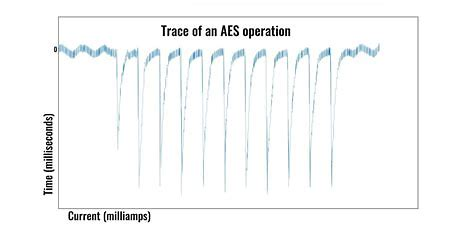 Trace of an AES operation
0
Time (milliseconds)
Current (milliamps)